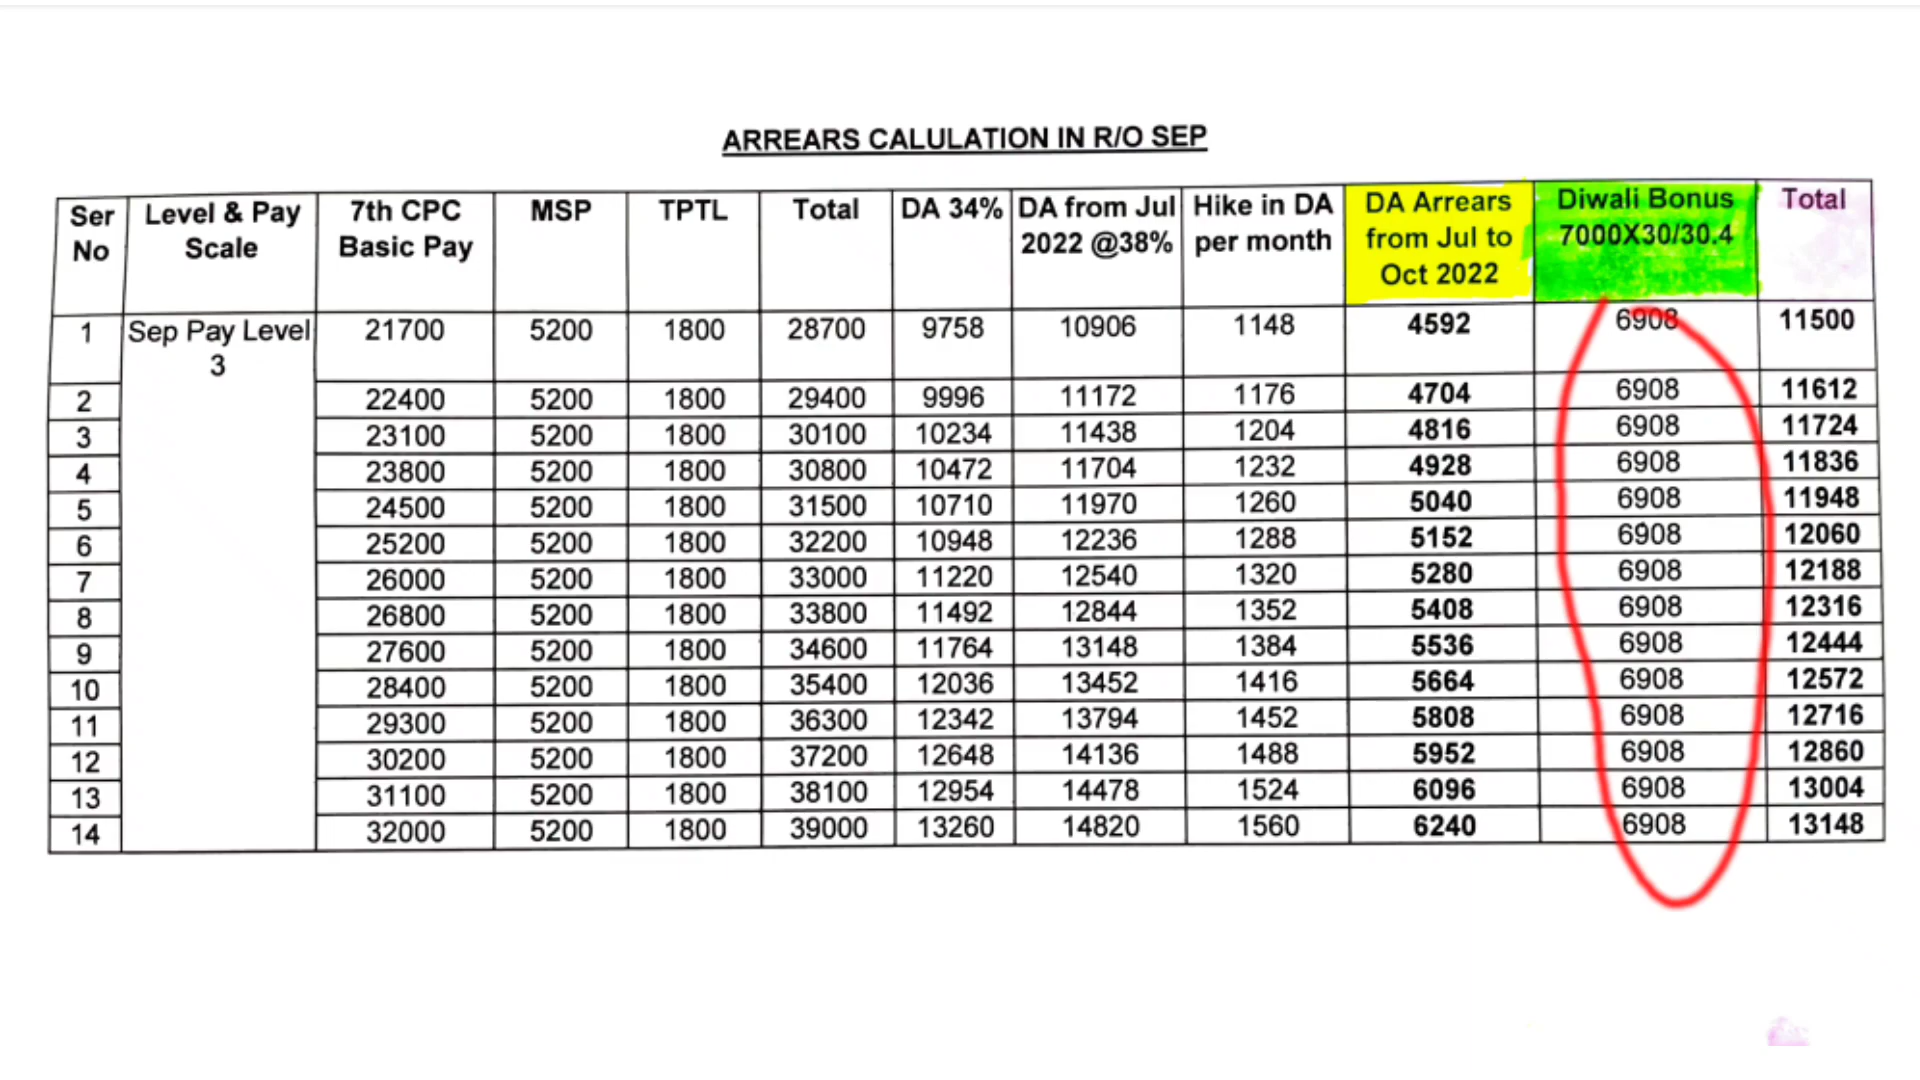 ARREARS CALULATION IN R/O SEP
Ser No | Level & Pay Scale | 7th CPC Basic Pay | MSP | TPTL | Total | DA 34% | DA from Jul 2022 @38% | Hike in DA per month | DA Arrears from Jul to Oct 2022 | Diwali Bonus 7000X30/30.4 | Total
1 | Sep Pay Level 3 | 21700 | 5200 | 1800 | 28700 | 9758 | 10906 | 1148 | 4592 | 6908 | 11500
2 | 22400 | 5200 | 1800 | 29400 | 9996 | 11172 | 1176 | 4704 | 6908 | 11612
3 | 23100 | 5200 | 1800 | 30100 | 10234 | 11438 | 1204 | 4816 | 6908 | 11724
4 | 23800 | 5200 | 1800 | 30800 | 10472 | 11704 | 1232 | 4928 | 6908 | 11836
5 | 24500 | 5200 | 1800 | 31500 | 10710 | 11970 | 1260 | 5040 | 6908 | 11948
6 | 25200 | 5200 | 1800 | 32200 | 10948 | 12236 | 1288 | 5152 | 6908 | 12060
7 | 26000 | 5200 | 1800 | 33000 | 11220 | 12540 | 1320 | 5280 | 6908 | 12188
8 | 26800 | 5200 | 1800 | 33800 | 11492 | 12844 | 1352 | 5408 | 6908 | 12316
9 | 27600 | 5200 | 1800 | 34600 | 11764 | 13148 | 1384 | 5536 | 6908 | 12444
10 | 28400 | 5200 | 1800 | 35400 | 12036 | 13452 | 1416 | 5664 | 6908 | 12572
11 | 29300 | 5200 | 1800 | 36300 | 12342 | 13794 | 1452 | 5808 | 6908 | 12716
12 | 30200 | 5200 | 1800 | 37200 | 12648 | 14136 | 1488 | 5952 | 6908 | 12860
13 | 31100 | 5200 | 1800 | 38100 | 12954 | 14478 | 1524 | 6096 | 6908 | 13004
14 | 32000 | 5200 | 1800 | 39000 | 13260 | 14820 | 1560 | 6240 | 6908 | 13148